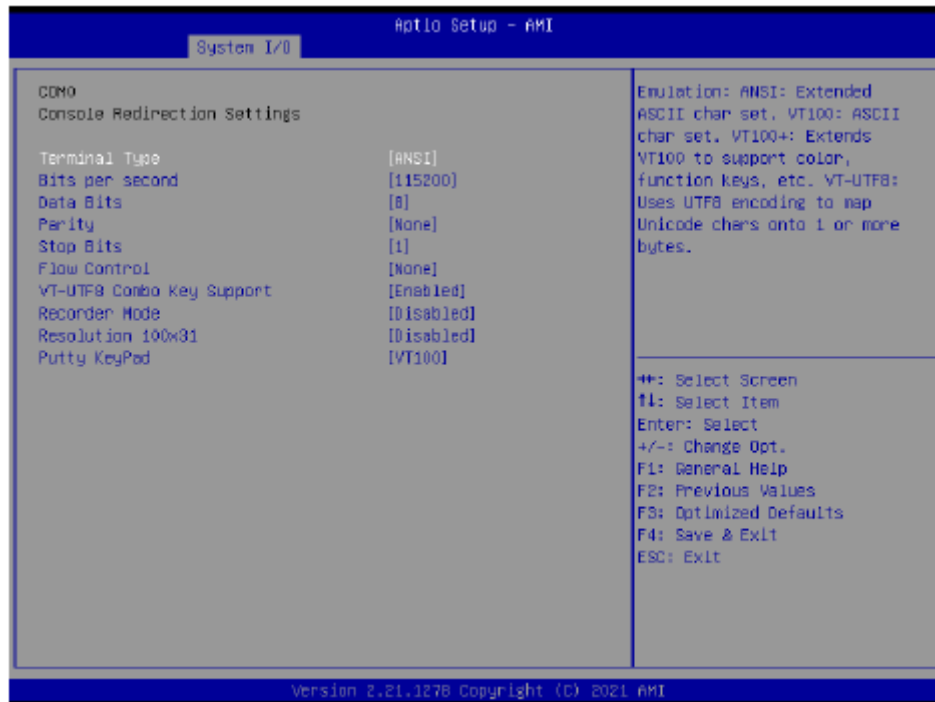 Aptio Setup - AMI
System I/O
COM0
Console Redirection Settings
Terminal Type [ANSI]
Bits per second [115200]
Data Bits [8]
Parity [None]
Stop Bits [1]
Flow Control [None]
VT-UTF8 Combo Key Support [Enabled]
Recorder Mode [Disabled]
Resolution 100x31 [Disabled]
Putty KeyPad [VT100]
Emulation: ANSI: Extended
ASCII char set. VT100: ASCII
char set. VT100+: Extends
VT100 to support color,
function keys, etc. VT-UTF8:
Uses UTF8 encoding to map
Unicode chars onto 1 or more
bytes.
→←: Select Screen
↑↓: Select Item
Enter: Select
+/-: Change Opt.
F1: General Help
F2: Previous Values
F3: Optimized Defaults
F4: Save & Exit
ESC: Exit
Version 2.21.1278 Copyright (C) 2021 AMI